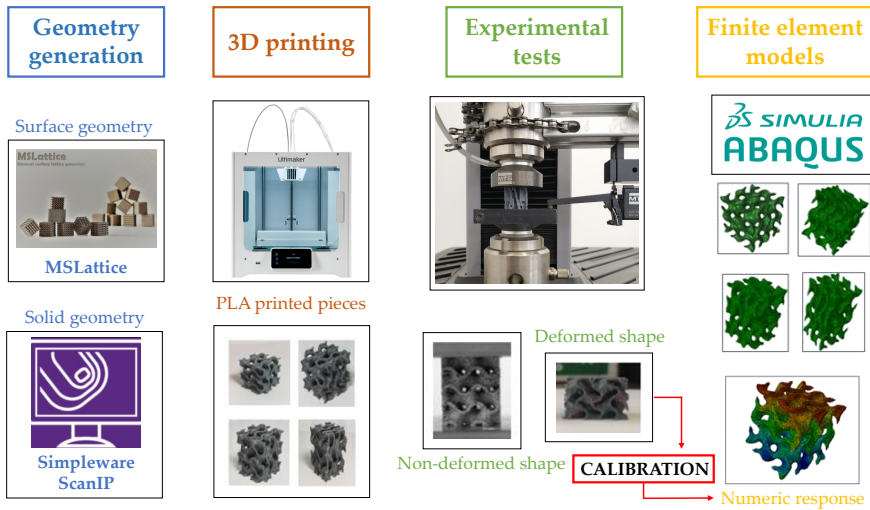 Geometry
generation
3D printing
Experimental
tests
Finite element
models
Surface geometry
MSLattice
MSLattice
Solid geometry
Simpleware
ScanIP
Ultimaker
PLA printed pieces
Deformed shape
Non-deformed shape
CALIBRATION
SIMULIA
ABAQUS
Numeric response